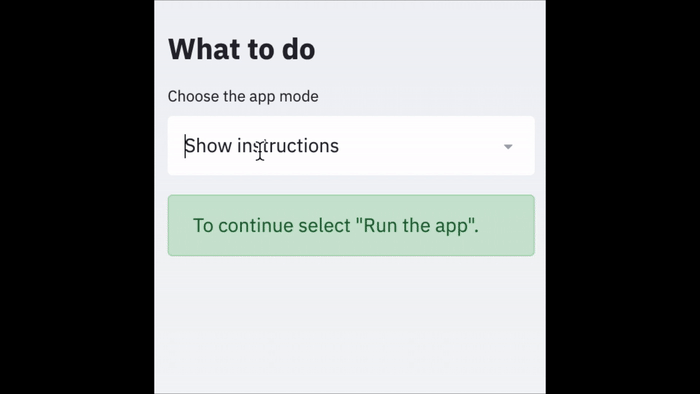 What to do
Choose the app mode
Show instructions
To continue select "Run the app".